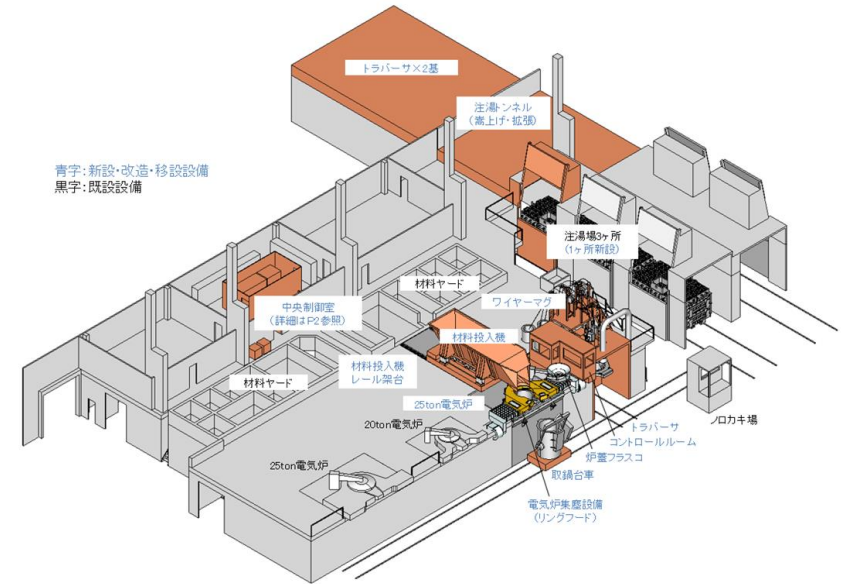 トラバーサ×2基
注湯トンネル
(嵩上げ・拡張)
青字:新設・改造・移設設備
黒字:既設設備
注湯場3ヶ所
(1ヶ所新設)
材料ヤード
ワイヤーマグ
中央制御室
(詳細はP2参照)
材料投入機
材料投入機
レール架台
材料ヤード
25ton電気炉
20ton電気炉
ノロカキ場
トラバーサ
コントロールルーム
炉蓋フラスコ
25ton電気炉
取鍋台車
電気炉集塵設備
(リングフード)